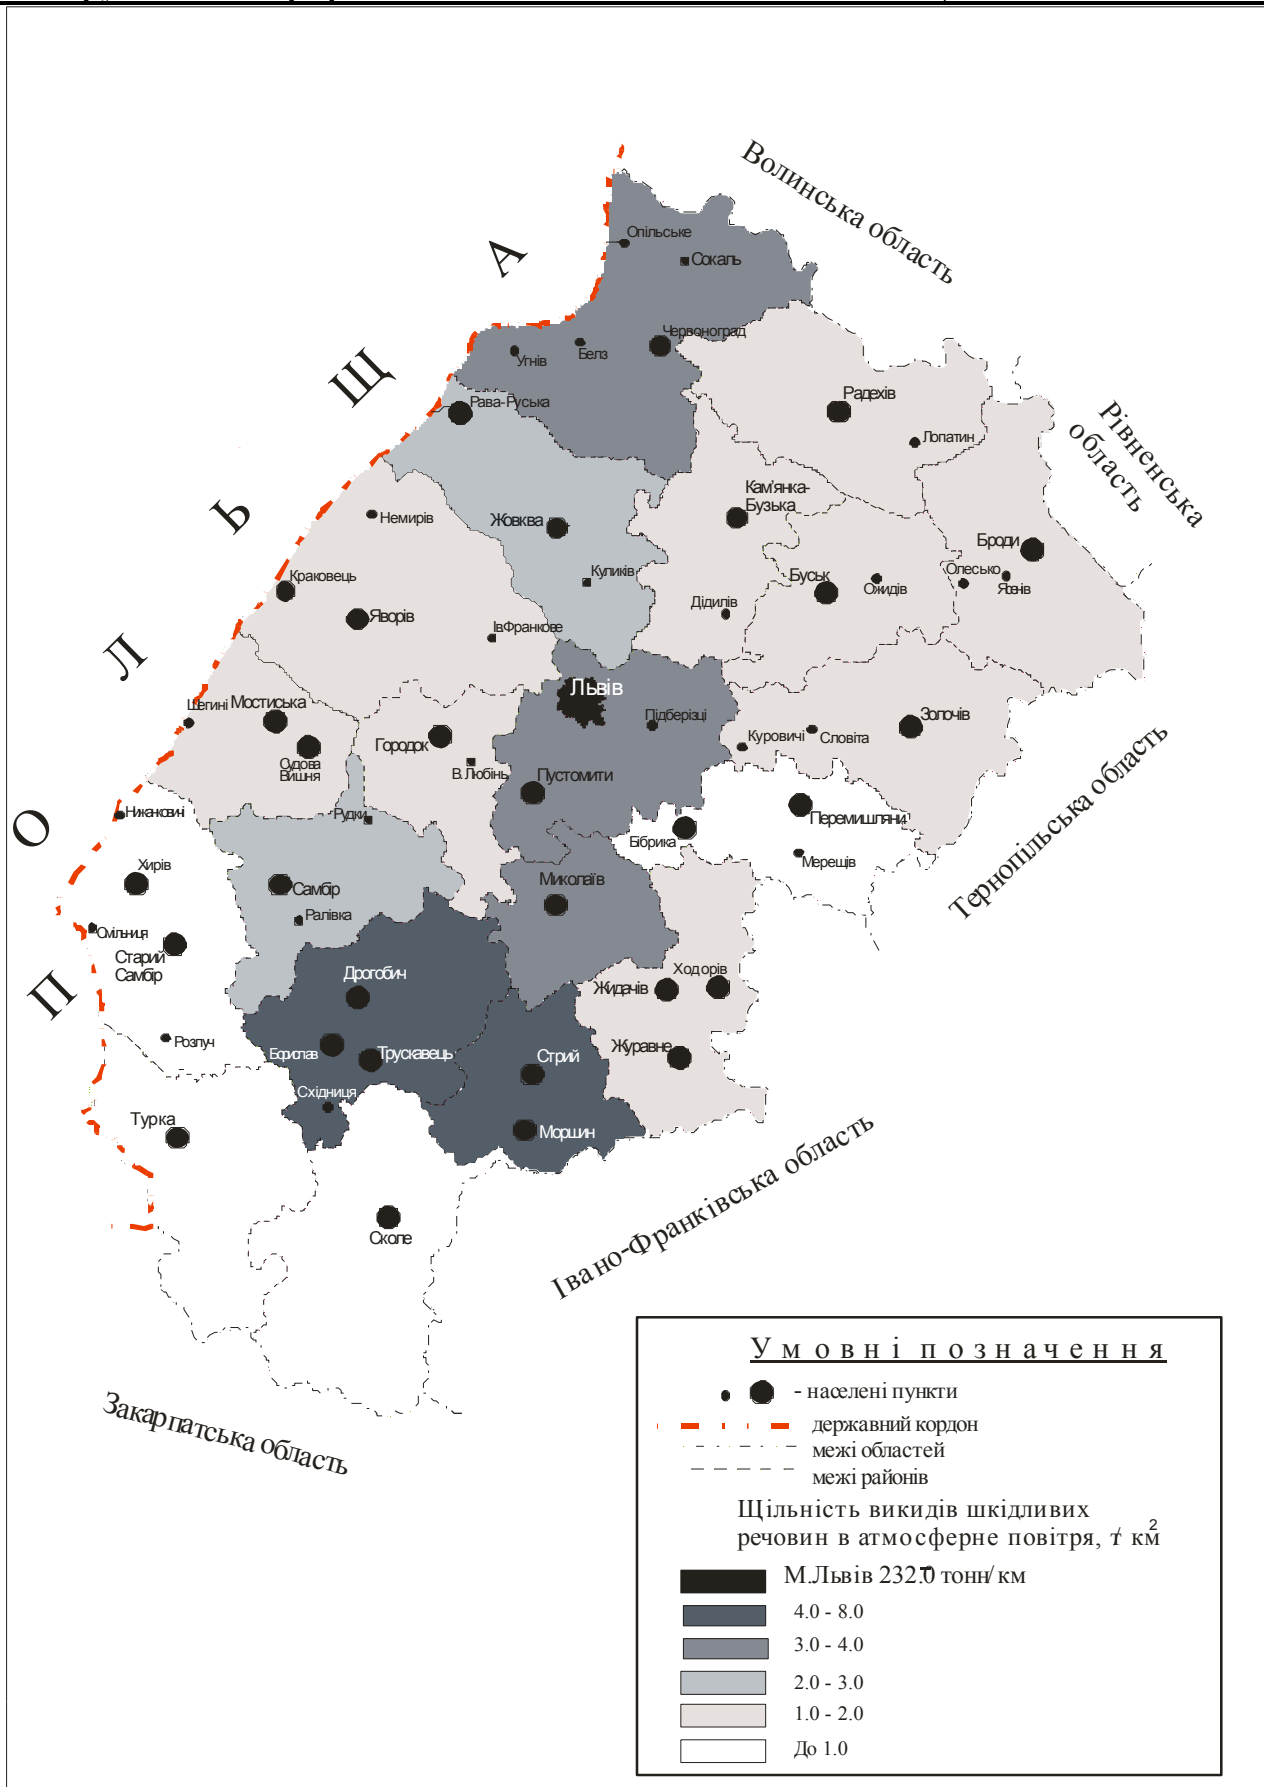 Волинська область
Рівненська
область
Тернопільська область
Івано-Франківська область
Закарпатська область
П О Л Ь Щ А
Опільське
Сокаль
Червоноград
Белз
Угнів
Рава-Руська
Радехів
Лопатин
Кам'янка-
Бузька
Немирів
Жовква
Броди
Олесько
Яснів
Краковець
Куликів
Буськ
Ожидів
Яворів
Дідилів
Ів.Франкове
Львів
Шегині
Мостиська
Підберізці
Золочів
Городок
Куровичі
Словіта
Судова
Вишня
В. Любінь
Пустомити
Нижанковичі
Рудки
Перемишляни
Бібрика
Мерещів
Хирів
Самбір
Миколаїв
Ралівка
Смільниця
Старий
Самбір
Дрогобич
Ходорів
Жидачів
Розлуч
Борислав
Трускавець
Стрий
Журавне
Східниця
Турка
Моршин
Сколе
Умовні позначення
- населені пункти
державний кордон
межі областей
межі районів
Щільність викидів шкідливих
речовин в атмосферне повітря, т/ км2
М.Львів 232.0 тонн/ км
4.0 - 8.0
3.0 - 4.0
2.0 - 3.0
1.0 - 2.0
До 1.0